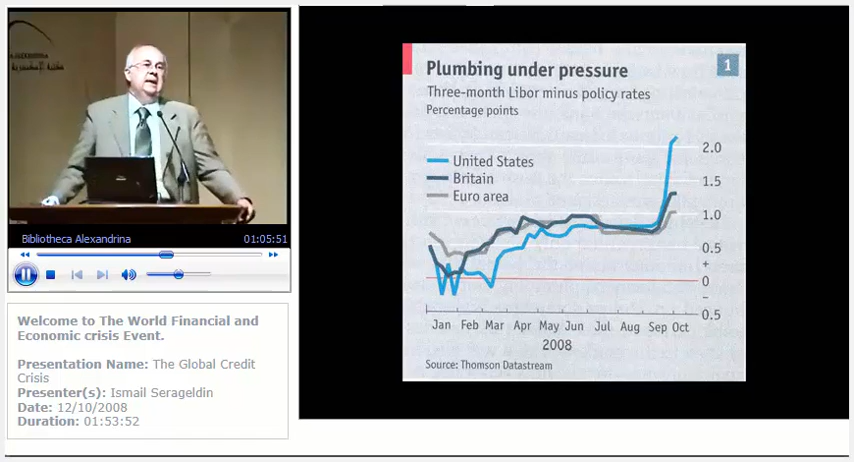 Bibliotheca Alexandrina 01:05:51
Welcome to The World Financial and
Economic crisis Event.
Presentation Name: The Global Credit
Crisis
Presenter(s): Ismail Serageldin
Date: 12/10/2008
Duration: 01:53:52
Plumbing under pressure 1
Three-month Libor minus policy rates
Percentage points
United States
Britain
Euro area
2.0
1.5
1.0
0.5
+
0
–
0.5
Jan Feb Mar Apr May Jun Jul Aug Sep Oct
2008
Source: Thomson Datastream